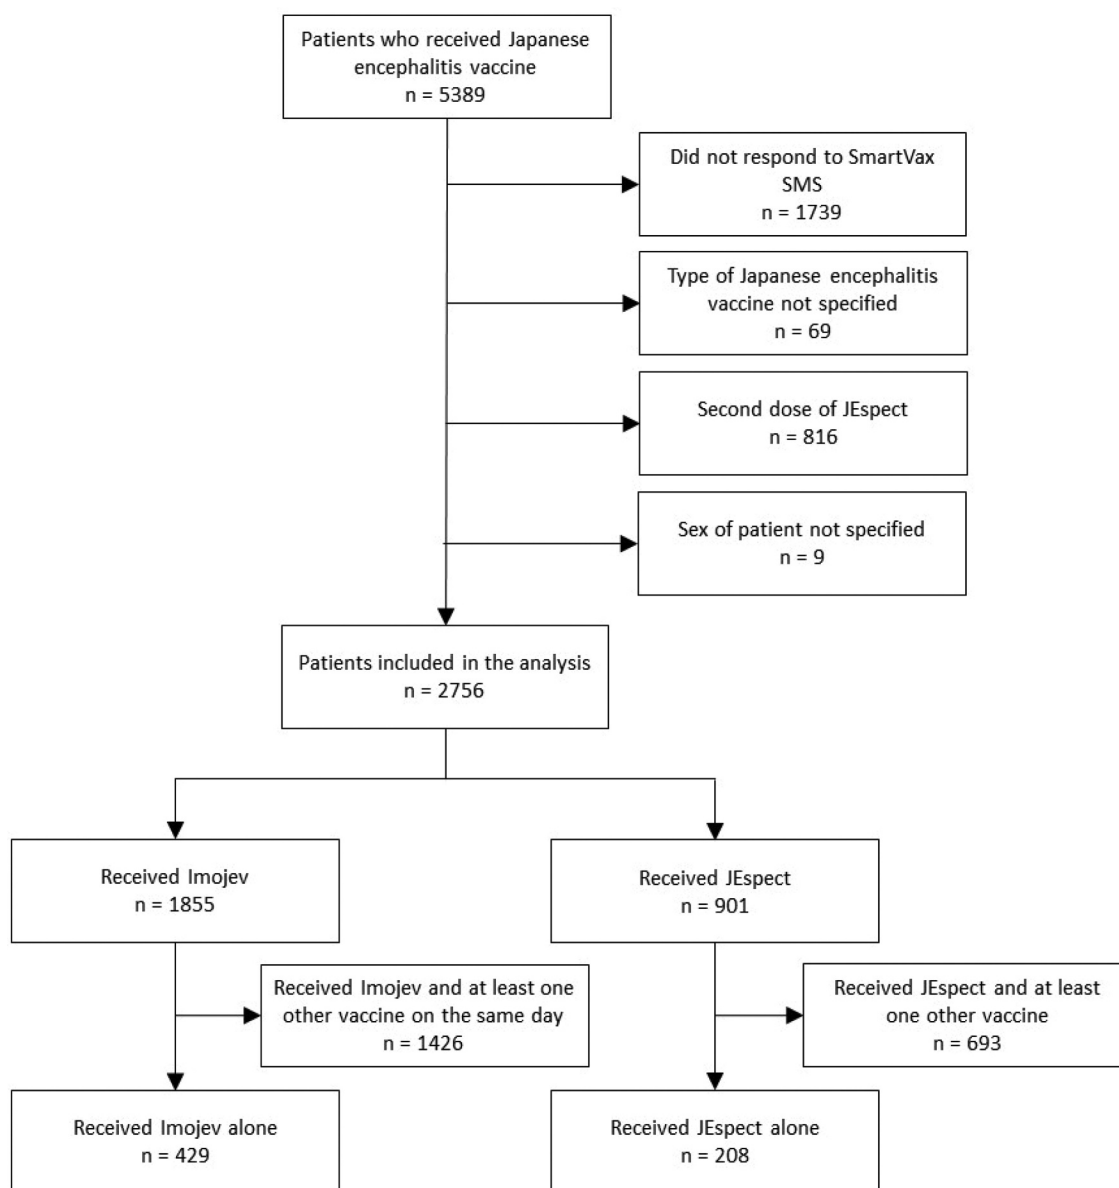 Patients who received Japanese
encephalitis vaccine
n = 5389
Did not respond to SmartVax
SMS
n = 1739
Type of Japanese encephalitis
vaccine not specified
n = 69
Second dose of JEspect
n = 816
Sex of patient not specified
n = 9
Patients included in the analysis
n = 2756
Received Imojev
n = 1855
Received JEspect
n = 901
Received Imojev and at least one
other vaccine on the same day
n = 1426
Received JEspect and at least
one other vaccine
n = 693
Received Imojev alone
n = 429
Received JEspect alone
n = 208